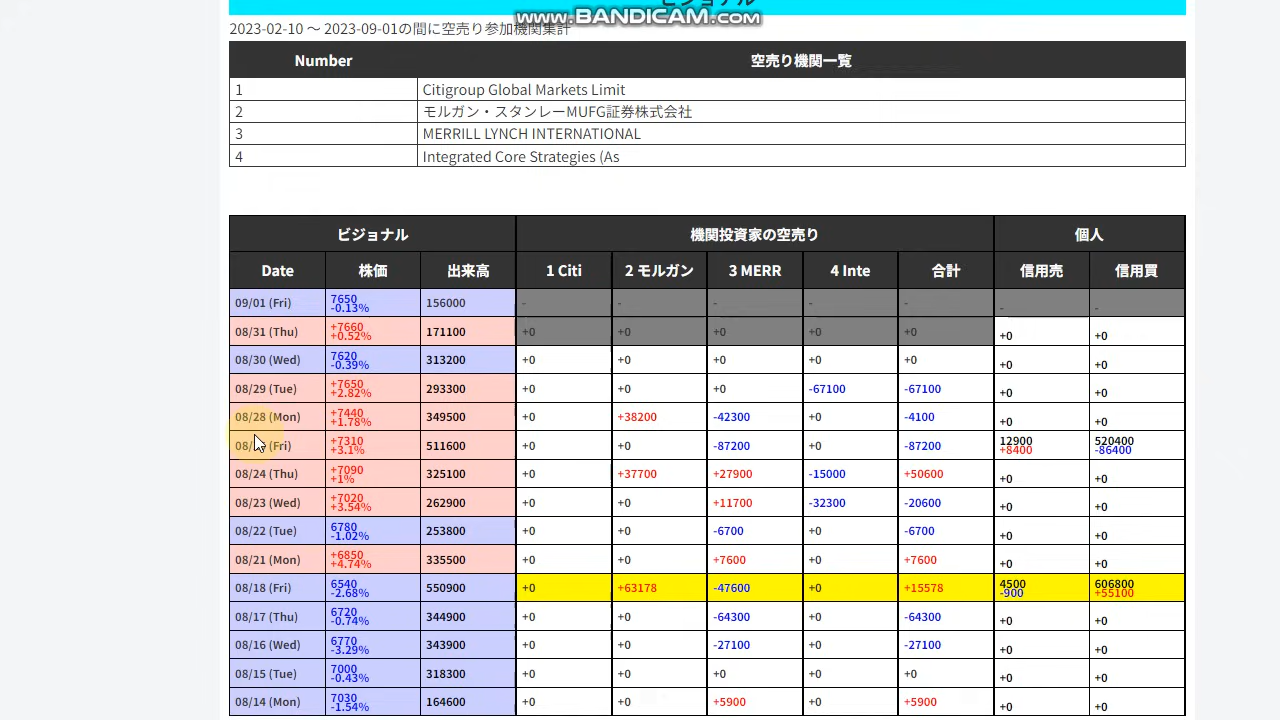 ビジョナル
www.BANDICAM.com
2023-02-10 ～ 2023-09-01の間に空売り参加機関集計
Number 空売り機関一覧
1 Citigroup Global Markets Limit
2 モルガン・スタンレーMUFG証券株式会社
3 MERRILL LYNCH INTERNATIONAL
4 Integrated Core Strategies (As
ビジョナル 機関投資家の空売り 個人
Date 株価 出来高 1 Citi 2 モルガン 3 MERR 4 Inte 合計 信用売 信用買
09/01 (Fri) 7650 -0.13% 156000 - - - - - - -
08/31 (Thu) +7660 +0.52% 171100 +0 +0 +0 +0 +0 +0 +0
08/30 (Wed) 7620 -0.39% 313200 +0 +0 +0 +0 +0 +0 +0
08/29 (Tue) +7650 +2.82% 293300 +0 +0 +0 -67100 -67100 +0 +0
08/28 (Mon) +7440 +1.78% 349500 +0 +38200 -42300 +0 -4100 +0 +0
08/ (Fri) +7310 +3.1% 511600 +0 +0 -87200 +0 -87200 12900 +8400 520400 -86400
08/24 (Thu) +7090 +1% 325100 +0 +37700 +27900 -15000 +50600 +0 +0
08/23 (Wed) +7020 +3.54% 262900 +0 +0 +11700 -32300 -20600 +0 +0
08/22 (Tue) 6780 -1.02% 253800 +0 +0 -6700 +0 -6700 +0 +0
08/21 (Mon) +6850 +4.74% 335500 +0 +0 +7600 +0 +7600 +0 +0
08/18 (Fri) 6540 -2.68% 550900 +0 +63178 -47600 +0 +15578 4500 -900 606800 +55100
08/17 (Thu) 6720 -0.74% 344900 +0 +0 -64300 +0 -64300 +0 +0
08/16 (Wed) 6770 -3.29% 343900 +0 +0 -27100 +0 -27100 +0 +0
08/15 (Tue) 7000 -0.43% 318300 +0 +0 +0 +0 +0 +0 +0
08/14 (Mon) 7030 -1.54% 164600 +0 +0 +5900 +0 +5900 +0 +0